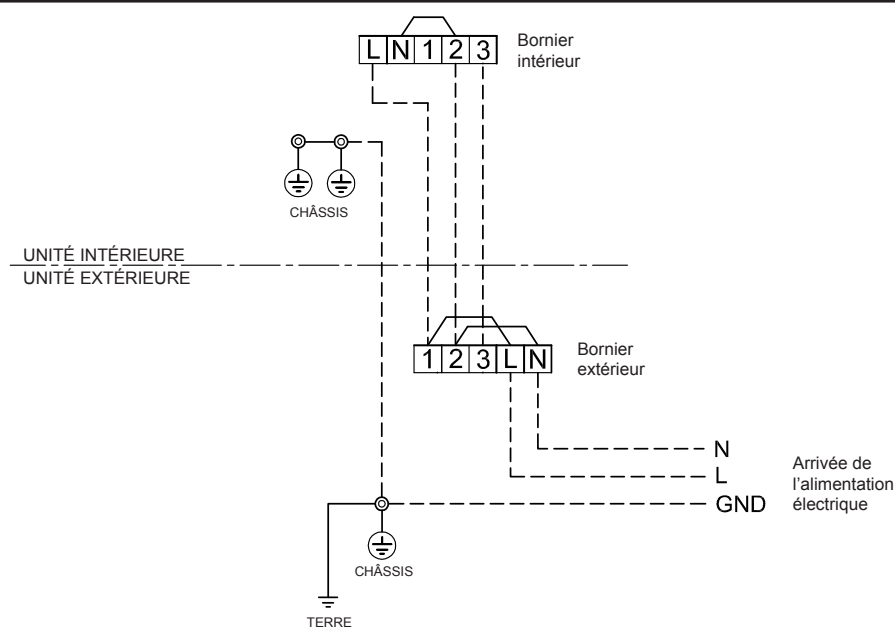 L N 1 2 3
Bornier
intérieur
CHÂSSIS
UNITÉ INTÉRIEURE
UNITÉ EXTÉRIEURE
1 2 3 L N
Bornier
extérieur
N
L
GND
Arrivée de
l'alimentation
électrique
CHÂSSIS
TERRE